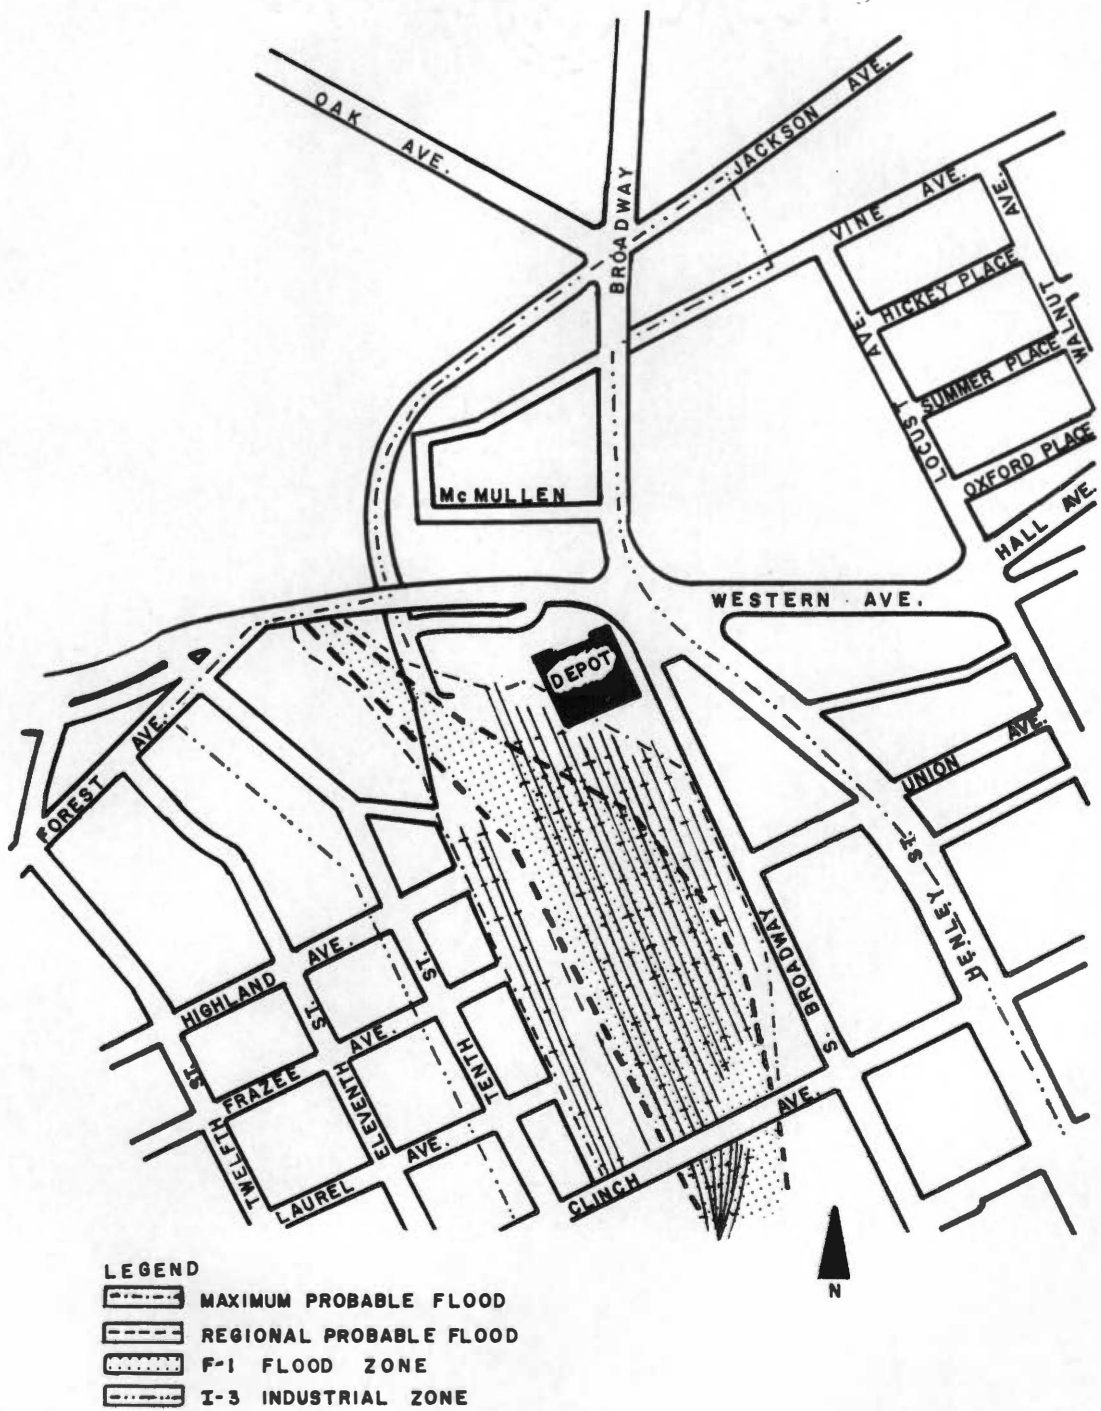 OAK AVE.
JACKSON AVE.
BROADWAY
VINE AVE.
WALNUT AVE.
HICKEY PLACE
SUMMER PLACE
LOCUST AVE.
OXFORD PLACE
HALL AVE.
McMULLEN
WESTERN AVE.
DEPOT
UNION AVE.
FOREST AVE.
HENLEY ST.
S. BROADWAY
HIGHLAND AVE.
FRAZEE AVE.
LAUREL AVE.
TWELFTH ST.
ELEVENTH ST.
TENTH ST.
CLINCH AVE.
N
LEGEND
MAXIMUM PROBABLE FLOOD
REGIONAL PROBABLE FLOOD
F-1 FLOOD ZONE
I-3 INDUSTRIAL ZONE